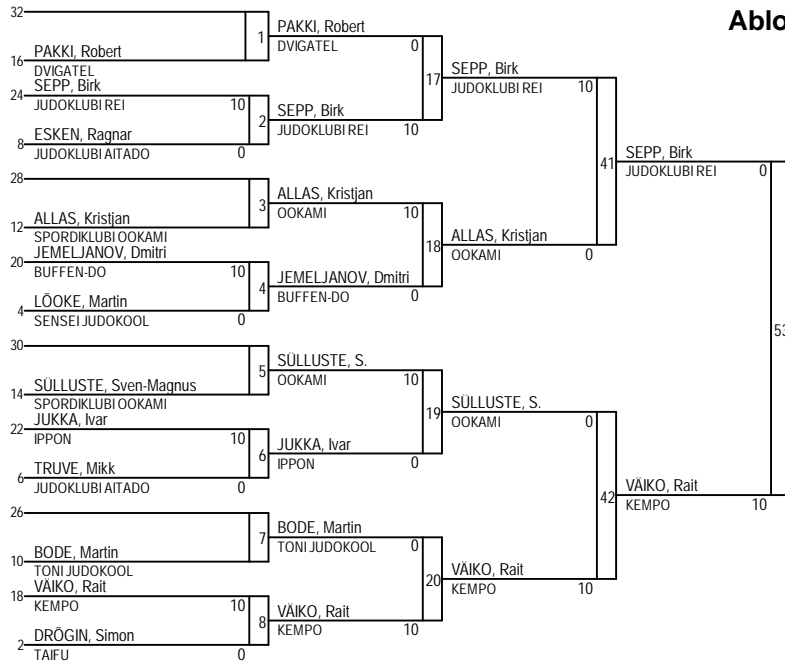 Ablo
32
1
PAKKI, Robert
DVIGATEL
0
16
PAKKI, Robert
DVIGATEL
17
SEPP, Birk
JUDOKLUBI REI
10
24
SEPP, Birk
JUDOKLUBI REI
10
2
SEPP, Birk
JUDOKLUBI REI
10
8
ESKEN, Ragnar
JUDOKLUBI AITADO
0
41
SEPP, Birk
JUDOKLUBI REI
0
28
3
ALLAS, Kristjan
OOKAMI
10
12
ALLAS, Kristjan
SPORDIKLUBI OOKAMI
18
ALLAS, Kristjan
OOKAMI
0
20
JEMELJANOV, Dmitri
BUFFEN-DO
10
4
JEMELJANOV, Dmitri
BUFFEN-DO
0
4
LÕOKE, Martin
SENSEI JUDOKOOL
0
53
30
5
SÜLLUSTE, S.
OOKAMI
10
14
SÜLLUSTE, Sven-Magnus
SPORDIKLUBI OOKAMI
19
SÜLLUSTE, S.
OOKAMI
0
22
JUKKA, Ivar
IPPON
10
6
JUKKA, Ivar
IPPON
0
6
TRUVE, Mikk
JUDOKLUBI AITADO
0
42
VÄIKO, Rait
KEMPO
10
26
7
BODE, Martin
TONI JUDOKOOL
0
10
BODE, Martin
TONI JUDOKOOL
20
VÄIKO, Rait
KEMPO
10
18
VÄIKO, Rait
KEMPO
10
8
VÄIKO, Rait
KEMPO
10
2
DRÕGIN, Simon
TAIFU
0